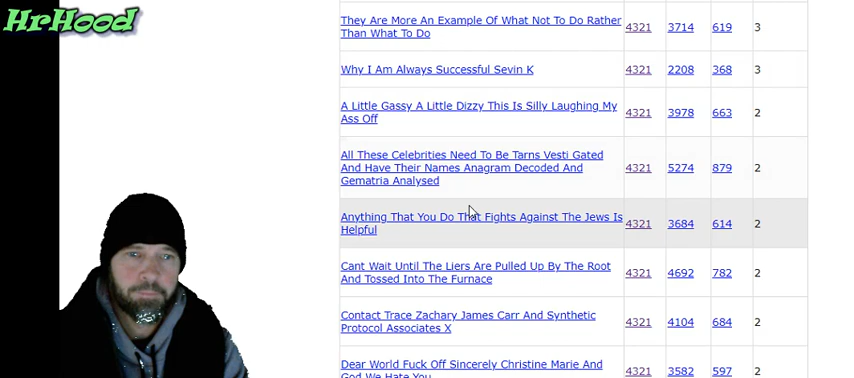 HrHood
They Are More An Example Of What Not To Do Rather
Than What To Do
4321 3714 619 3
Why I Am Always Successful Sevin K 4321 2208 368 3
A Little Gassy A Little Dizzy This Is Silly Laughing My
Ass Off
4321 3978 663 2
All These Celebrities Need To Be Tarns Vesti Gated
And Have Their Names Anagram Decoded And
Gematria Analysed
4321 5274 879 2
Anything That You Do That Fights Against The Jews Is
Helpful
4321 3684 614 2
Cant Wait Until The Liers Are Pulled Up By The Root
And Tossed Into The Furnace
4321 4692 782 2
Contact Trace Zachary James Carr And Synthetic
Protocol Associates X
4321 4104 684 2
Dear World Fuck Off Sincerely Christine Marie And
God We Hate You
4321 3582 597 2